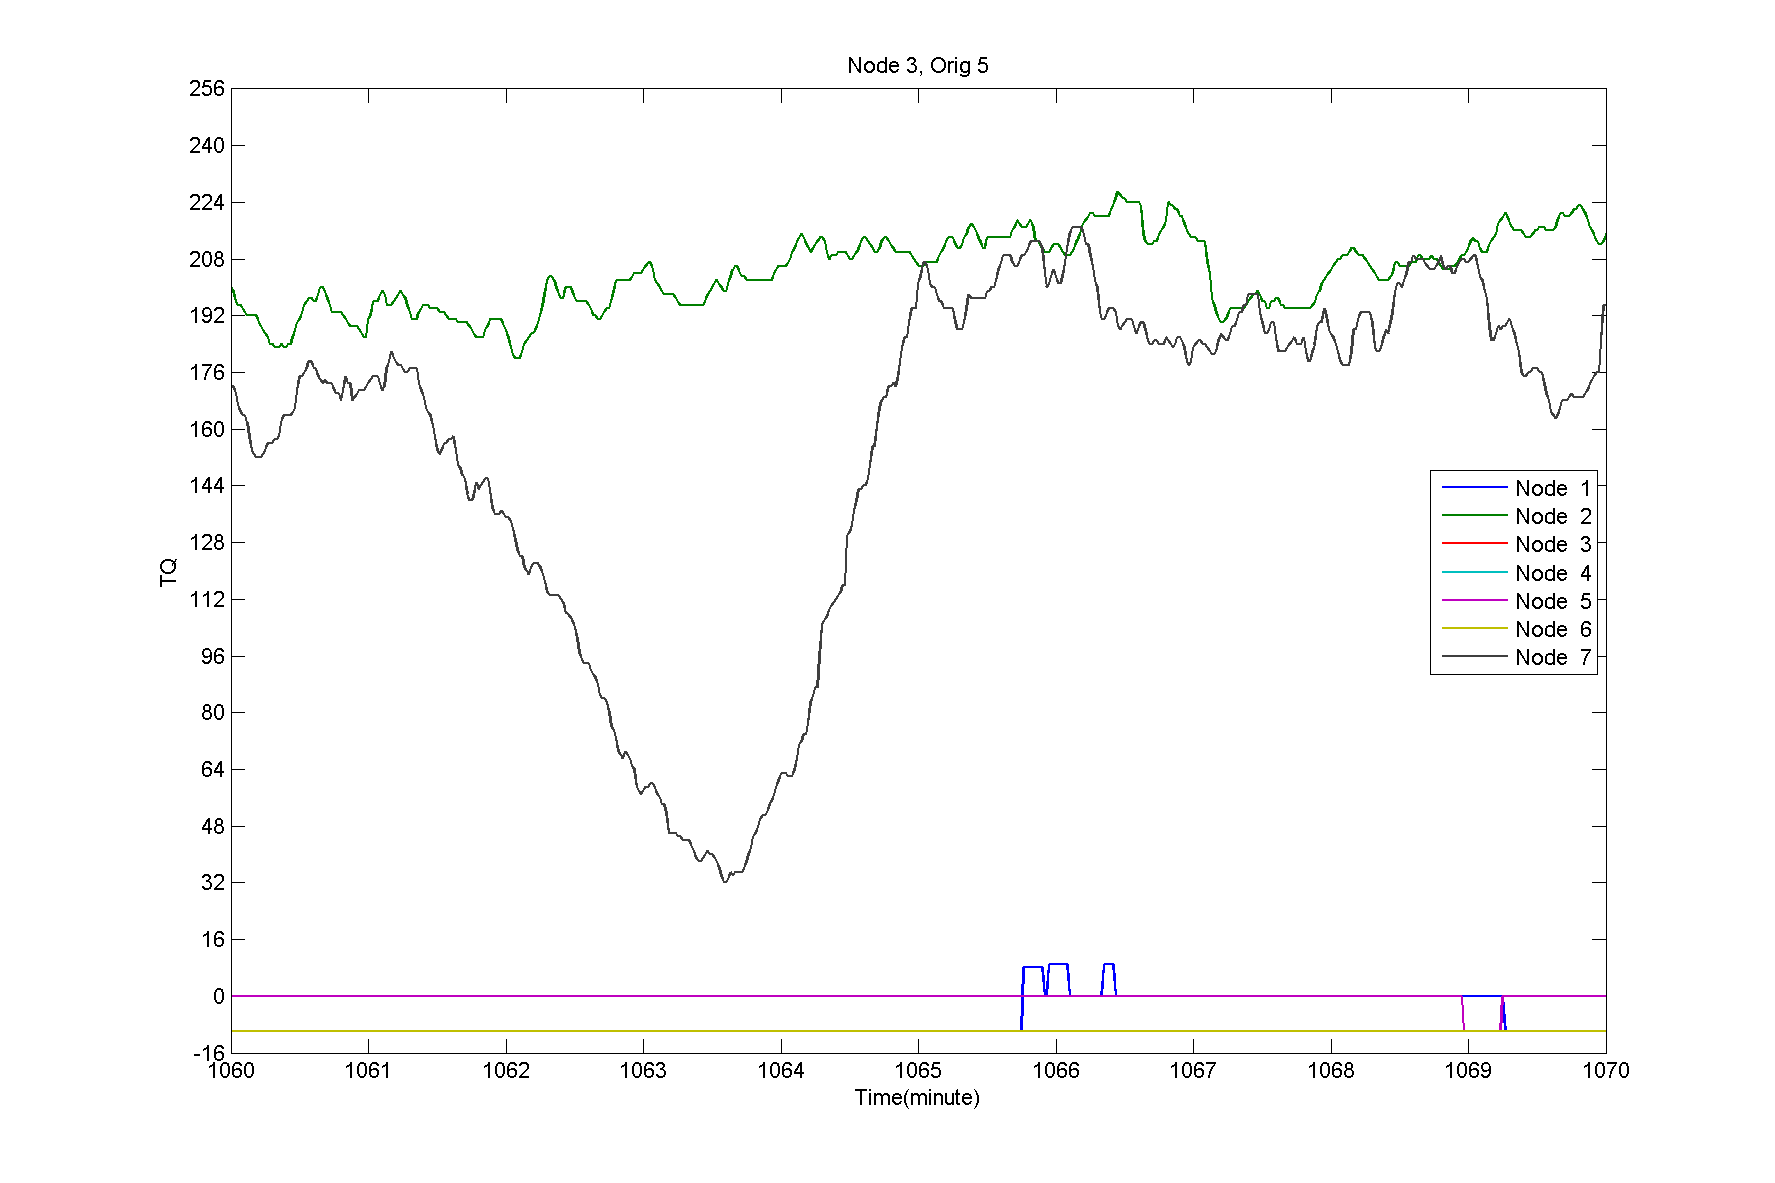 Node 3, Orig 5
256
240
224
208
192
176
160
144
128
112
96
80
64
48
32
16
0
-16
TQ
Node 1
Node 2
Node 3
Node 4
Node 5
Node 6
Node 7
1060 1061 1062 1063 1064 1065 1066 1067 1068 1069 1070
Time(minute)